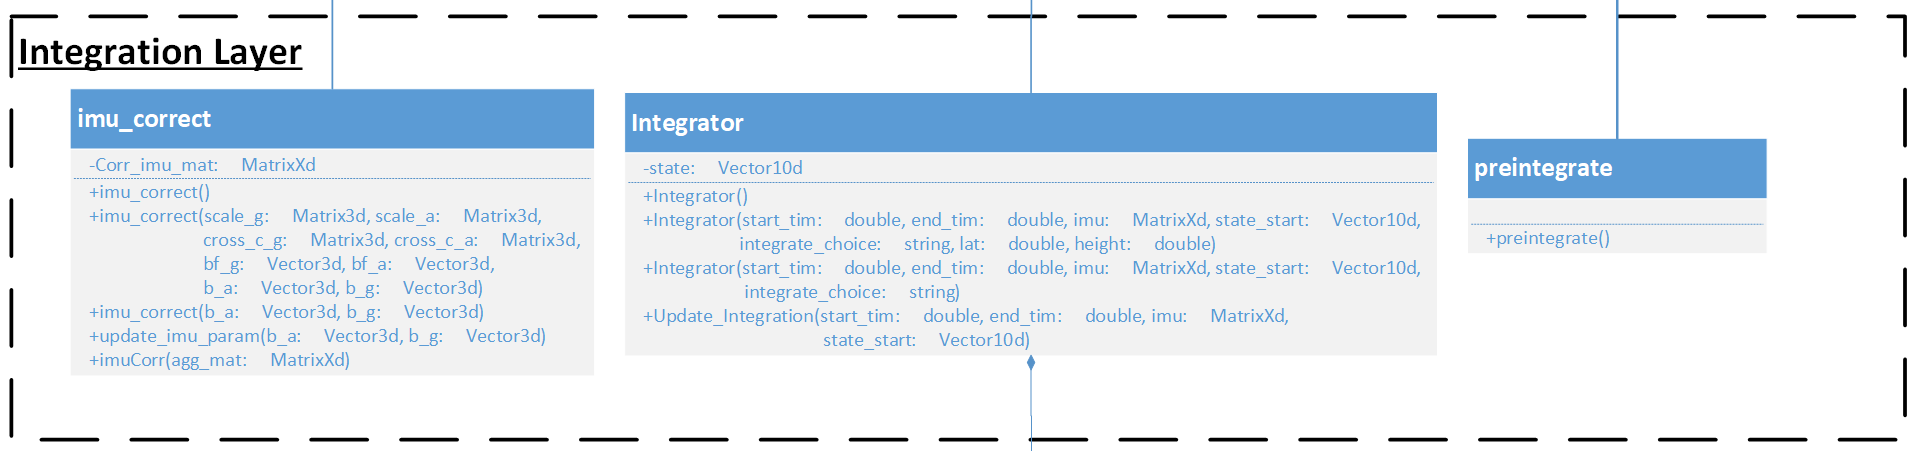 Integration Layer
imu_correct
-Corr_imu_mat: MatrixXd
+imu_correct()
+imu_correct(scale_g: Matrix3d, scale_a: Matrix3d,
cross_c_g: Matrix3d, cross_c_a: Matrix3d,
bf_g: Vector3d, bf_a: Vector3d,
b_a: Vector3d, b_g: Vector3d)
+imu_correct(b_a: Vector3d, b_g: Vector3d)
+update_imu_param(b_a: Vector3d, b_g: Vector3d)
+imuCorr(agg_mat: MatrixXd)
Integrator
-state: Vector10d
+Integrator()
+Integrator(start_tim: double, end_tim: double, imu: MatrixXd, state_start: Vector10d,
integrate_choice: string, lat: double, height: double)
+Integrator(start_tim: double, end_tim: double, imu: MatrixXd, state_start: Vector10d,
integrate_choice: string)
+Update_Integration(start_tim: double, end_tim: double, imu: MatrixXd,
state_start: Vector10d)
preintegrate
+preintegrate()